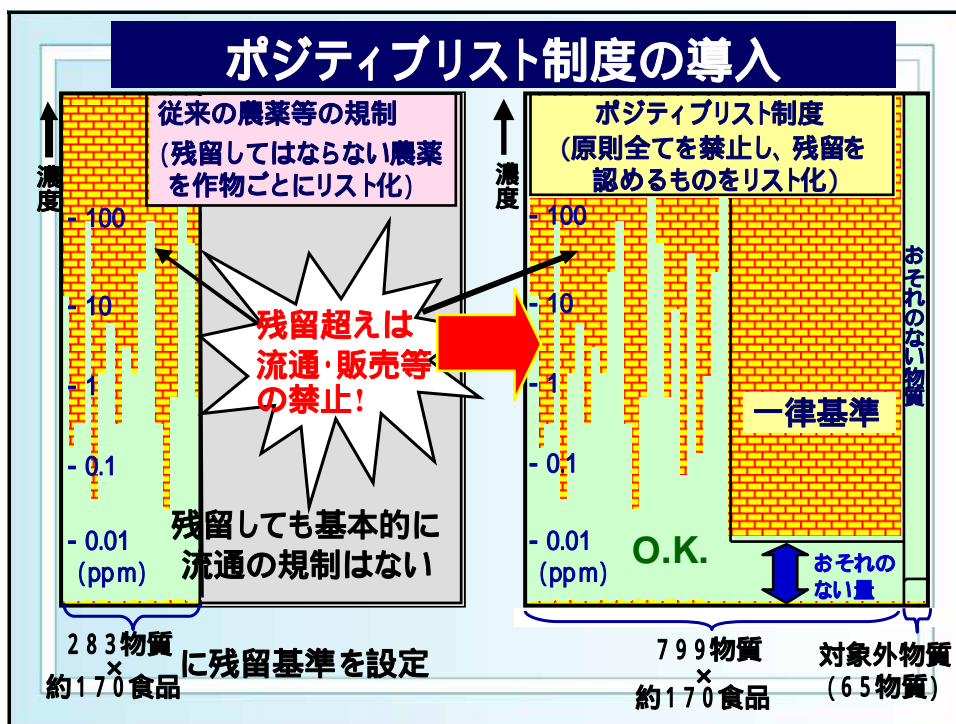 ポジティブリスト制度の導入
従来の農薬等の規制
(残留してはならない農薬
を作物ごとにリスト化)
濃度
- 100
- 10
- 1
- 0.1
- 0.01
(ppm)
残留超えは
流通・販売等
の禁止!
残留しても基本的に
流通の規制はない
283物質
×
約170食品
に残留基準を設定
ポジティブリスト制度
(原則全てを禁止し、残留を
認めるものをリスト化)
濃度
- 100
- 10
- 1
- 0.1
- 0.01
(ppm)
O.K.
一律基準
おそれの
ない量
おそれのない物質
799物質
×
約170食品
対象外物質
(65物質)